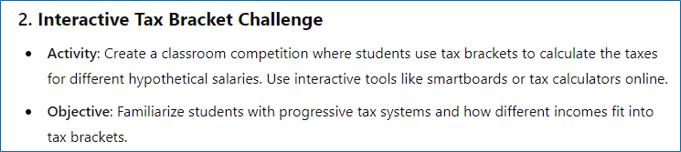 2. Interactive Tax Bracket Challenge
• Activity: Create a classroom competition where students use tax brackets to calculate the taxes
for different hypothetical salaries. Use interactive tools like smartboards or tax calculators online.
• Objective: Familiarize students with progressive tax systems and how different incomes fit into
tax brackets.